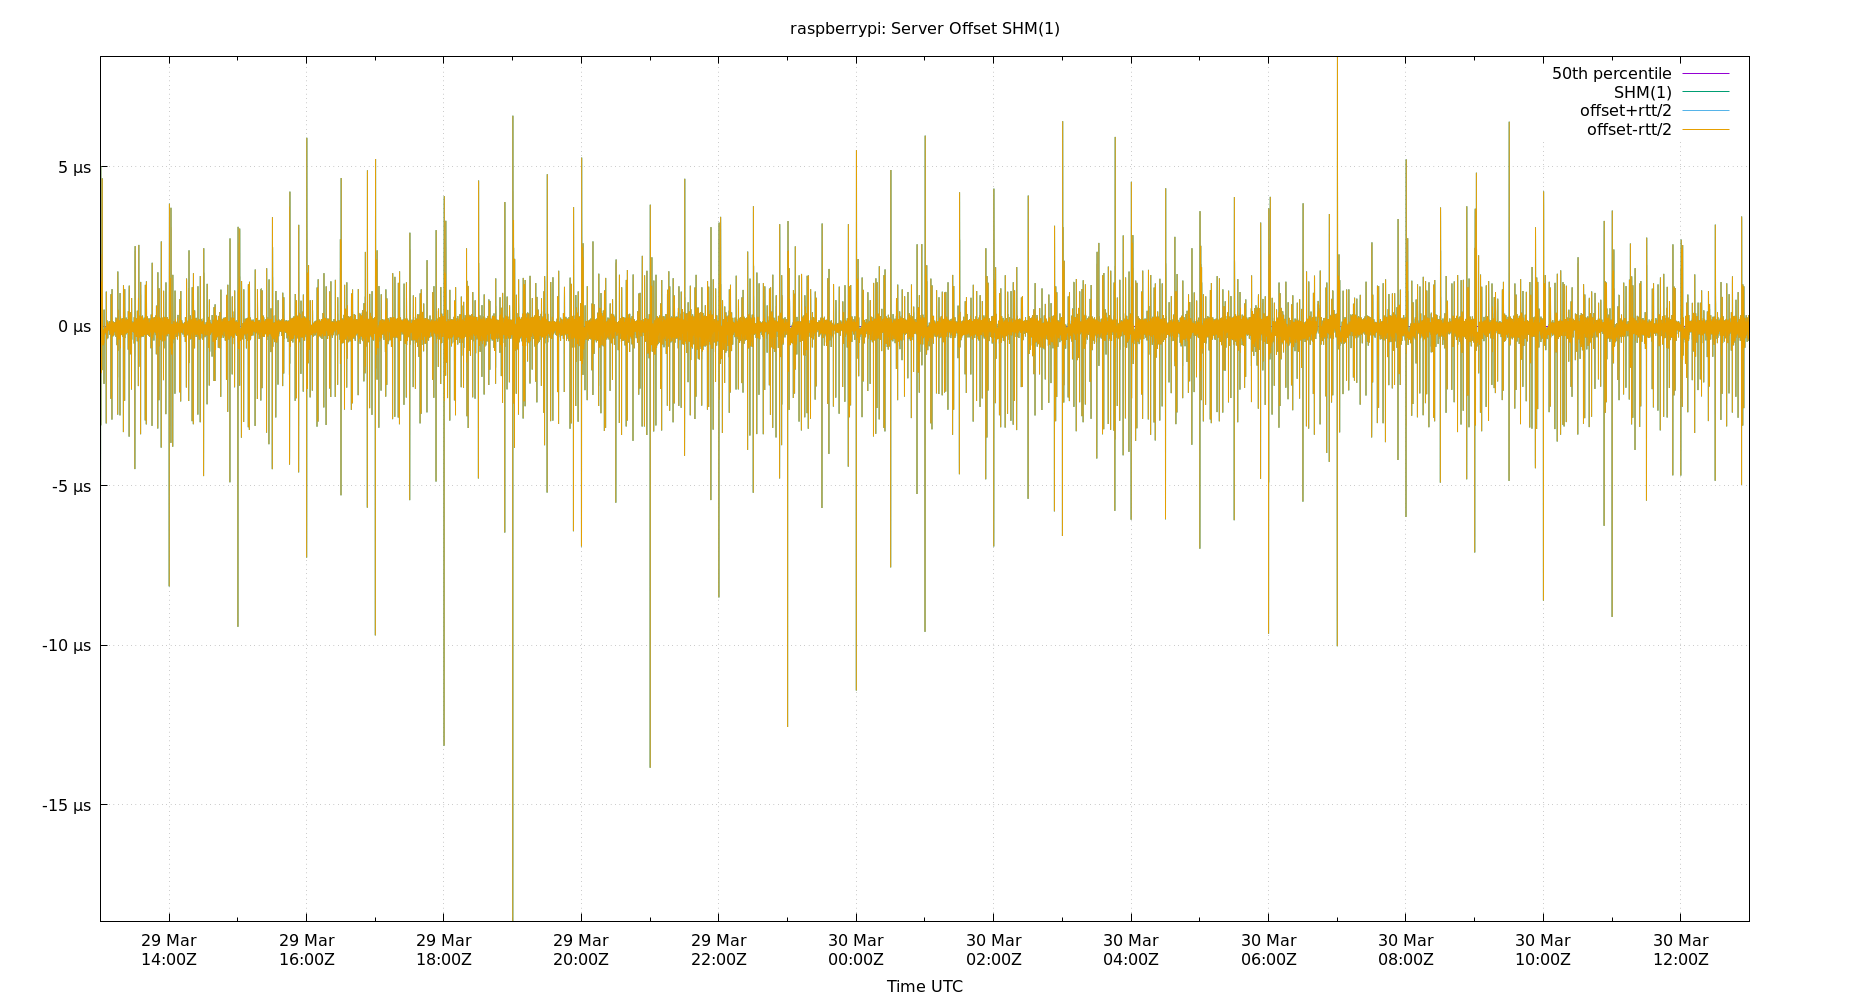 raspberrypi: Server Offset SHM(1)
50th percentile
SHM(1)
offset+rtt/2
offset-rtt/2
5 µs
0 µs
-5 µs
-10 µs
-15 µs
29 Mar 29 Mar 29 Mar 29 Mar 29 Mar 30 Mar 30 Mar 30 Mar 30 Mar 30 Mar 30 Mar 30 Mar
14:00Z 16:00Z 18:00Z 20:00Z 22:00Z 00:00Z 02:00Z 04:00Z 06:00Z 08:00Z 10:00Z 12:00Z
Time UTC